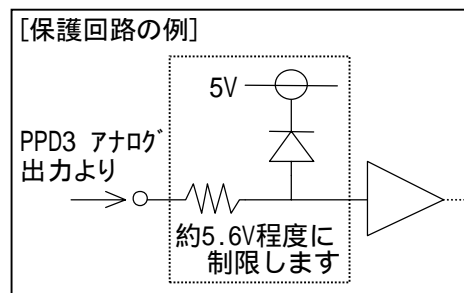 [保護回路の例]
5V
PPD3 アナログ
出力より
約5.6V程度に
制限します